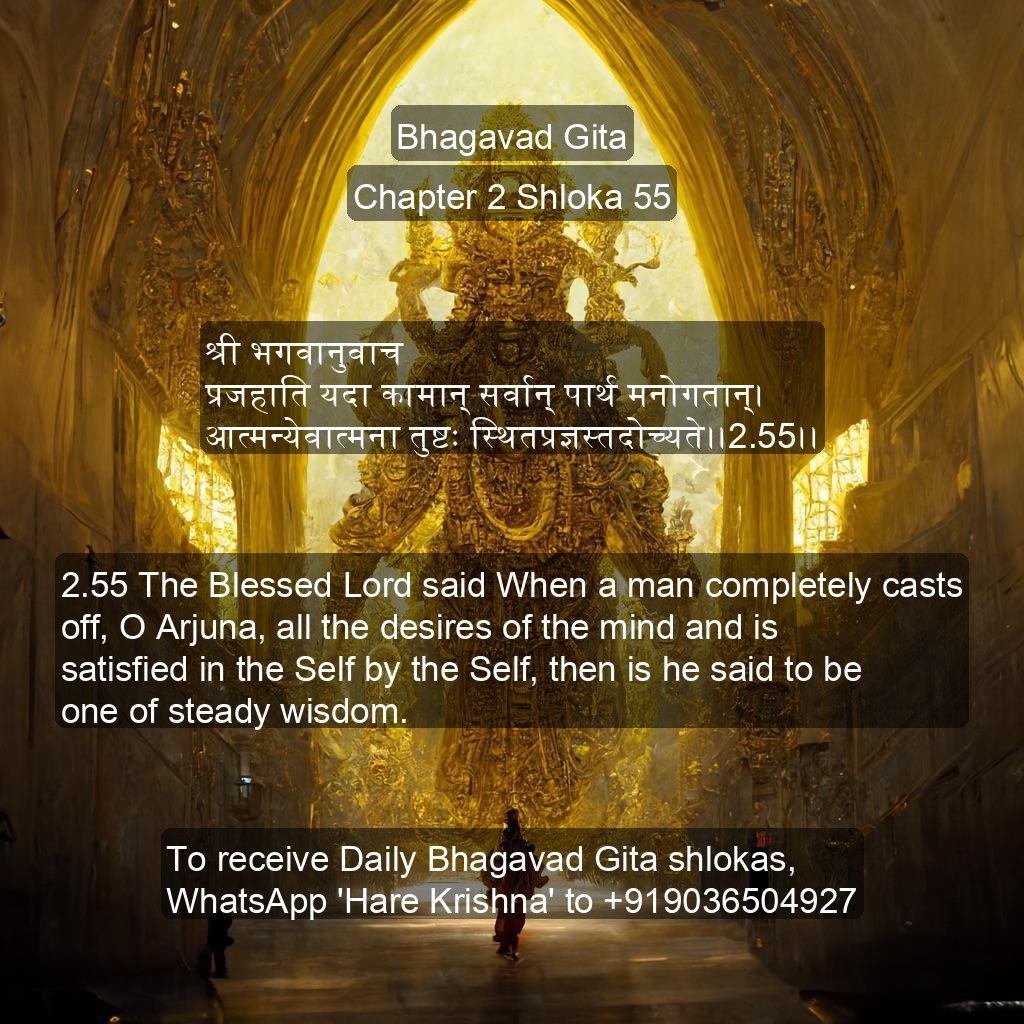 Bhagavad Gita
Chapter 2 Shloka 55
श्री भगवानुवाच
प्रजहाति यदा कामान् सर्वान् पार्थ मनोगतान्।
आत्मन्येवात्मना तुष्टः स्थितप्रज्ञस्तदोच्यते।।2.55।।
2.55 The Blessed Lord said When a man completely casts
off, O Arjuna, all the desires of the mind and is
satisfied in the Self by the Self, then is he said to be
one of steady wisdom.
To receive Daily Bhagavad Gita shlokas,
WhatsApp 'Hare Krishna' to +919036504927